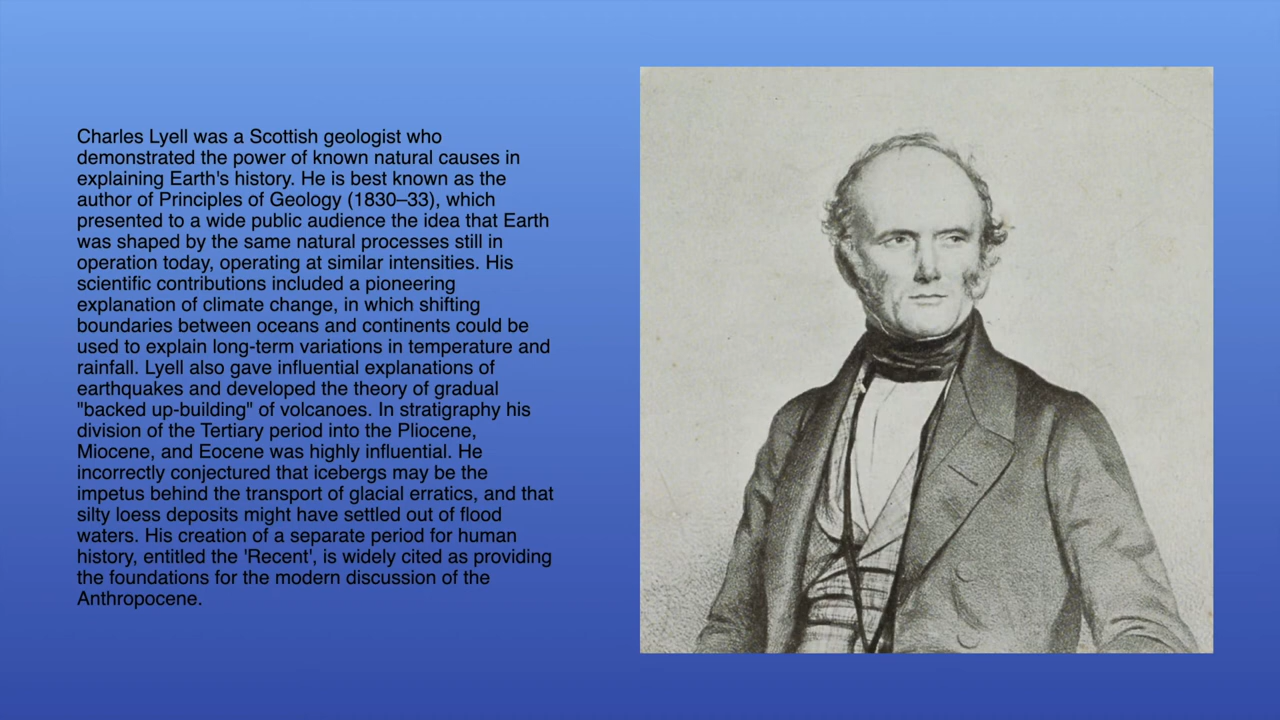 Charles Lyell was a Scottish geologist who
demonstrated the power of known natural causes in
explaining Earth's history. He is best known as the
author of Principles of Geology (1830–33), which
presented to a wide public audience the idea that Earth
was shaped by the same natural processes still in
operation today, operating at similar intensities. His
scientific contributions included a pioneering
explanation of climate change, in which shifting
boundaries between oceans and continents could be
used to explain long-term variations in temperature and
rainfall. Lyell also gave influential explanations of
earthquakes and developed the theory of gradual
"backed up-building" of volcanoes. In stratigraphy his
division of the Tertiary period into the Pliocene,
Miocene, and Eocene was highly influential. He
incorrectly conjectured that icebergs may be the
impetus behind the transport of glacial erratics, and that
silty loess deposits might have settled out of flood
waters. His creation of a separate period for human
history, entitled the 'Recent', is widely cited as providing
the foundations for the modern discussion of the
Anthropocene.